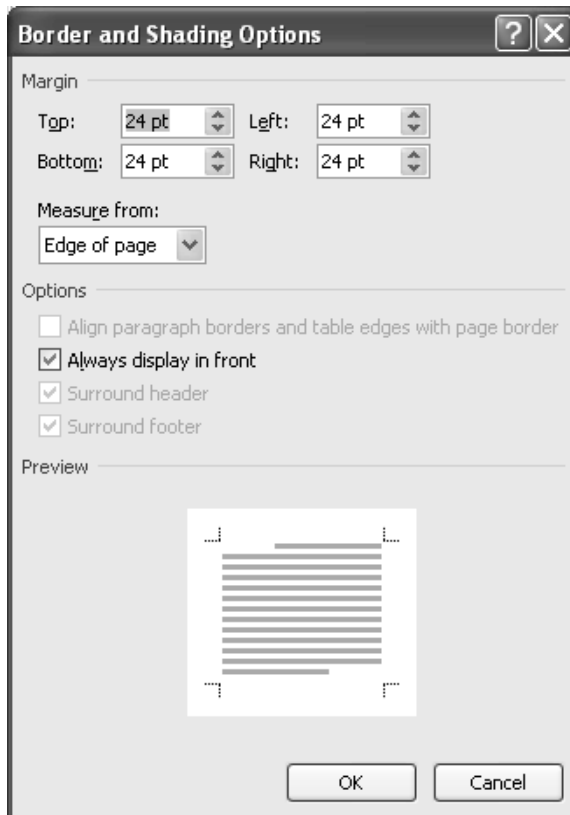 Border and Shading Options
Margin
Top: 24 pt Left: 24 pt
Bottom: 24 pt Right: 24 pt
Measure from:
Edge of page
Options
Align paragraph borders and table edges with page border
Always display in front
Surround header
Surround footer
Preview
OK Cancel